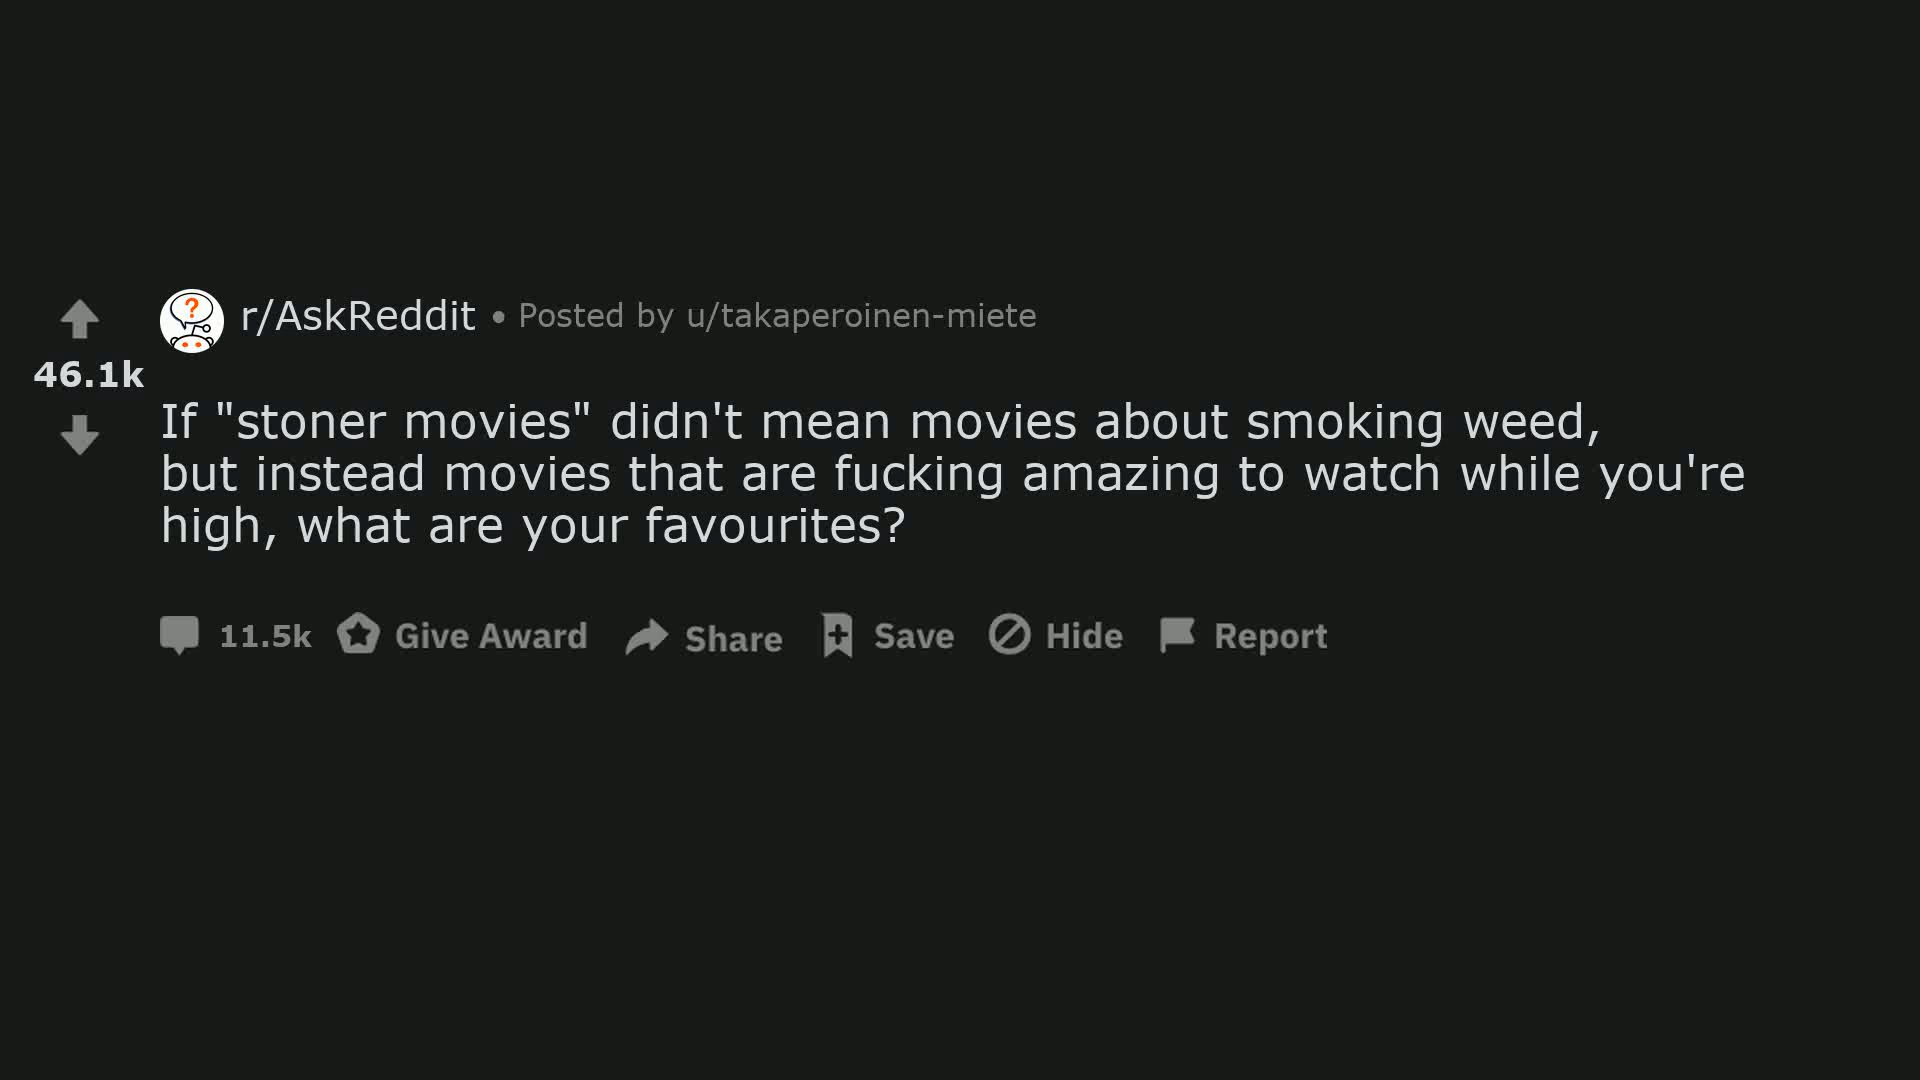 r/AskReddit • Posted by u/takaperoinen-miete
46.1k
If "stoner movies" didn't mean movies about smoking weed,
but instead movies that are fucking amazing to watch while you're
high, what are your favourites?
11.5k Give Award Share Save Hide Report